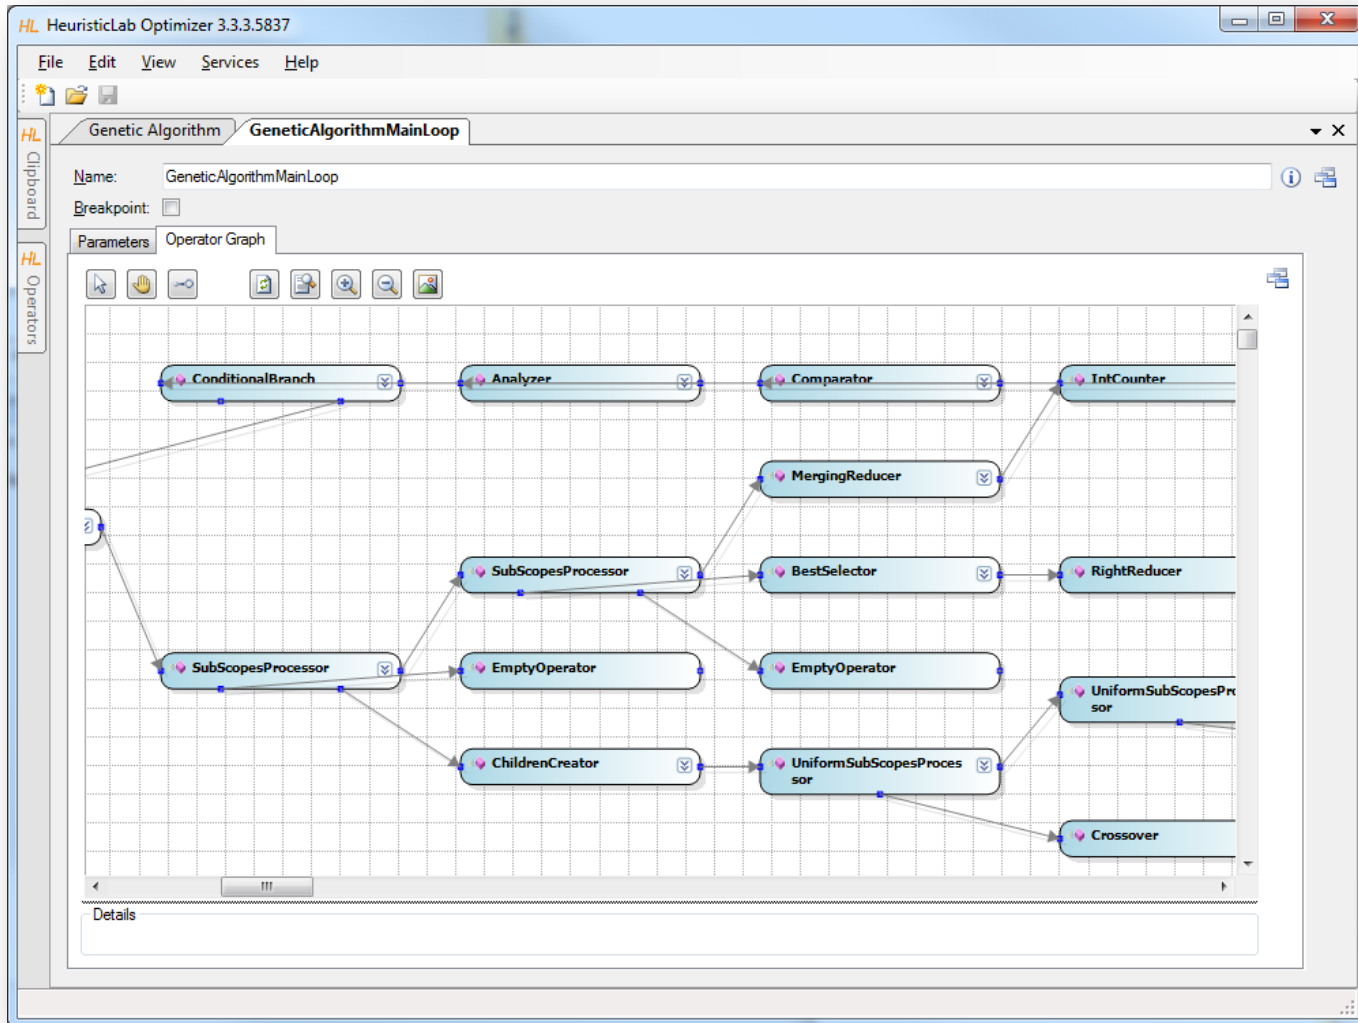 HL HeuristicLab Optimizer 3.3.3.5837
File Edit View Services Help
HL Clipboard
HL Operators
Genetic Algorithm GeneticAlgorithmMainLoop
Name: GeneticAlgorithmMainLoop
Breakpoint:
Parameters Operator Graph
ConditionalBranch Analyzer Comparator IntCounter
MergingReducer
SubScopesProcessor BestSelector RightReducer
SubScopesProcessor EmptyOperator EmptyOperator
UniformSubScopesPro
sor
ChildrenCreator UniformSubScopesProces
sor
Crossover
Details